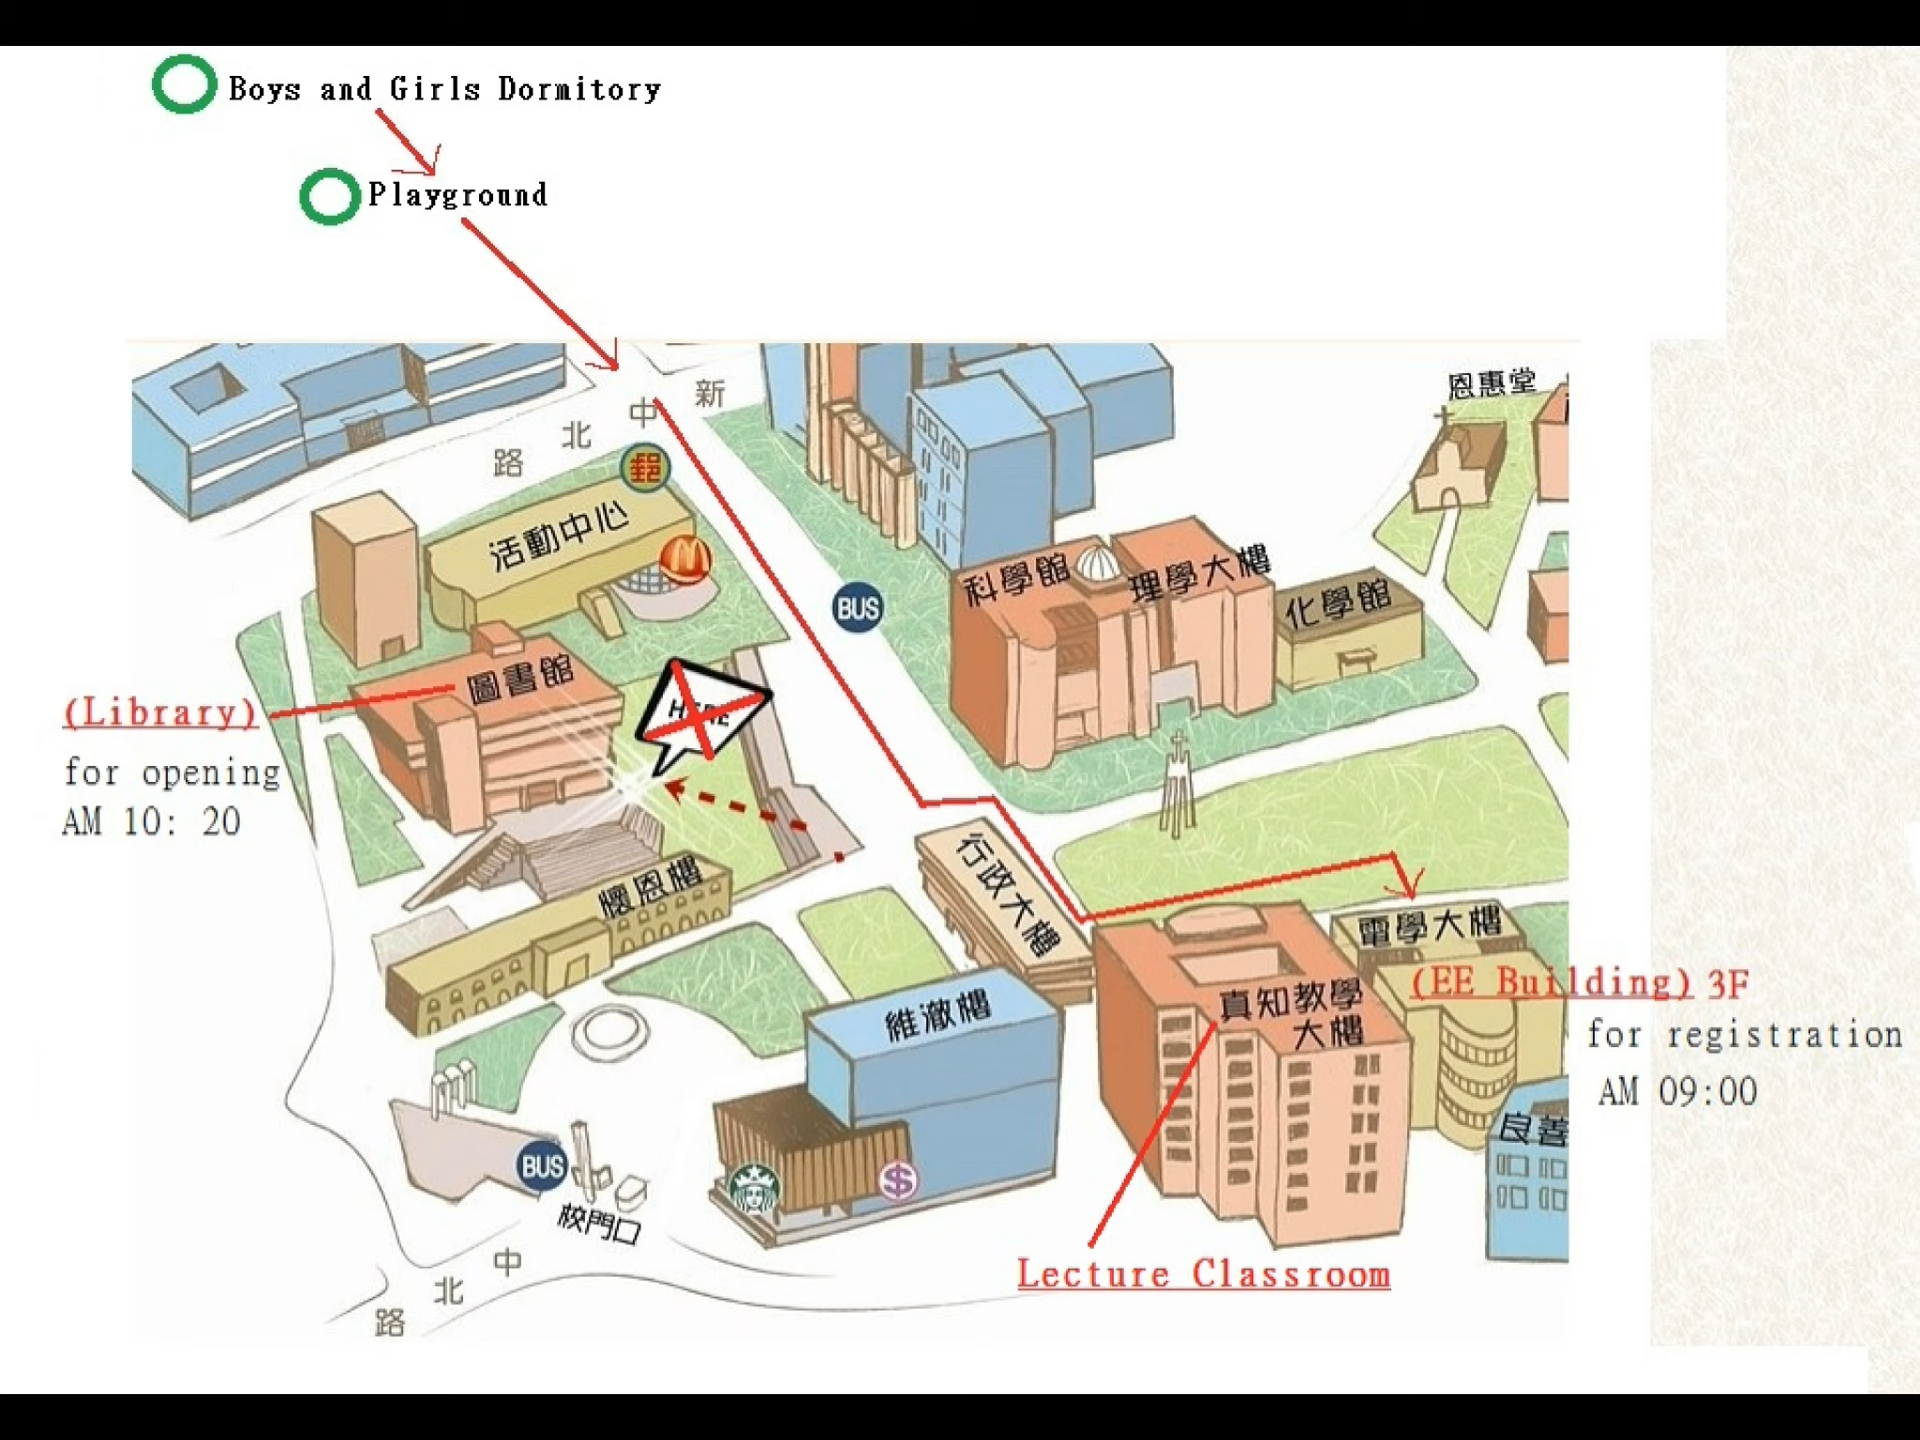 Boys and Girls Dormitory
Playground
新
中
北
路
郵
活動中心
BUS
科學館
理學大樓
化學館
恩惠堂
圖書館
HERE
(Library)
for opening
AM 10: 20
懷恩樓
行政大樓
電學大樓
(EE Building) 3F
for registration
AM 09:00
真知教學
大樓
維澈樓
良善
BUS
校門口
$
Lecture Classroom
中
北
路